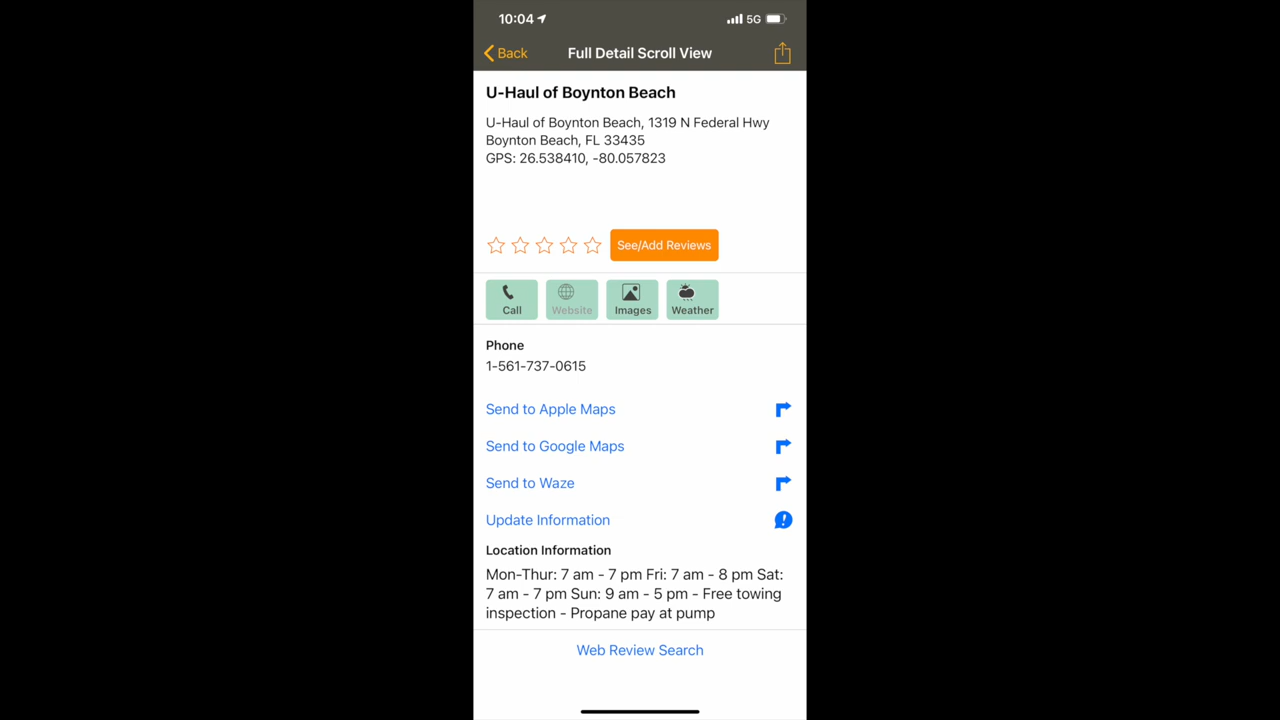 10:04
5G
Back
Full Detail Scroll View
U-Haul of Boynton Beach
U-Haul of Boynton Beach, 1319 N Federal Hwy
Boynton Beach, FL 33435
GPS: 26.538410, -80.057823
See/Add Reviews
Call
Website
Images
Weather
Phone
1-561-737-0615
Send to Apple Maps
Send to Google Maps
Send to Waze
Update Information
Location Information
Mon-Thur: 7 am - 7 pm Fri: 7 am - 8 pm Sat:
7 am - 7 pm Sun: 9 am - 5 pm - Free towing
inspection - Propane pay at pump
Web Review Search